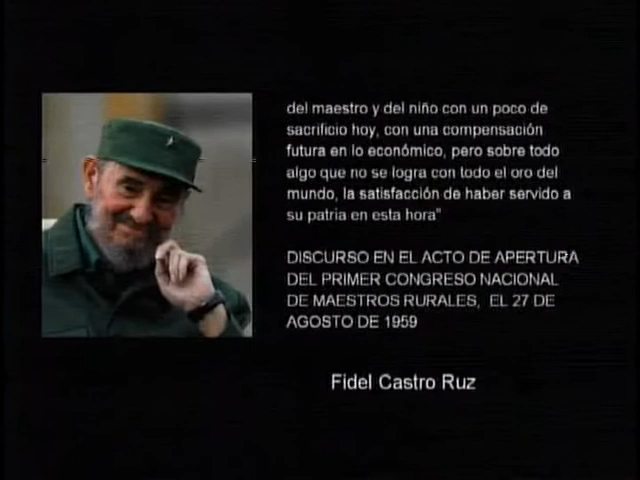 del maestro y del niño con un poco de
sacrificio hoy, con una compensación
futura en lo económico, pero sobre todo
algo que no se logra con todo el oro del
mundo, la satisfacción de haber servido a
su patria en esta hora"
DISCURSO EN EL ACTO DE APERTURA
DEL PRIMER CONGRESO NACIONAL
DE MAESTROS RURALES, EL 27 DE
AGOSTO DE 1959
Fidel Castro Ruz